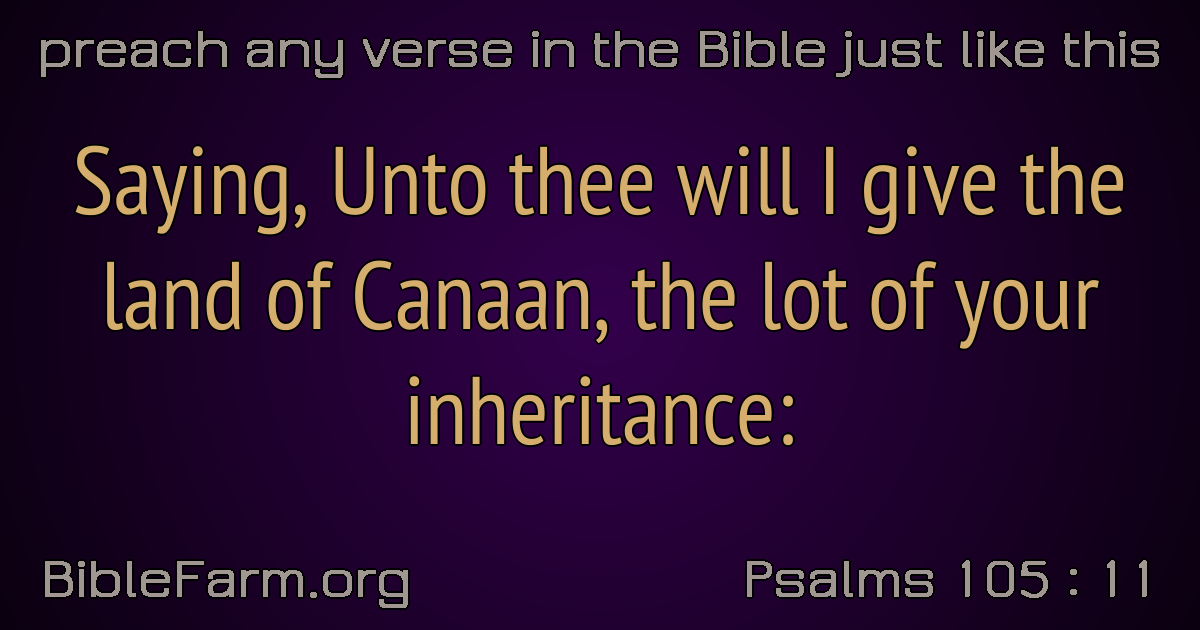 preach any verse in the Bible just like this
Saying, Unto thee will I give the
land of Canaan, the lot of your
inheritance:
BibleFarm.org
Psalms 105 : 11